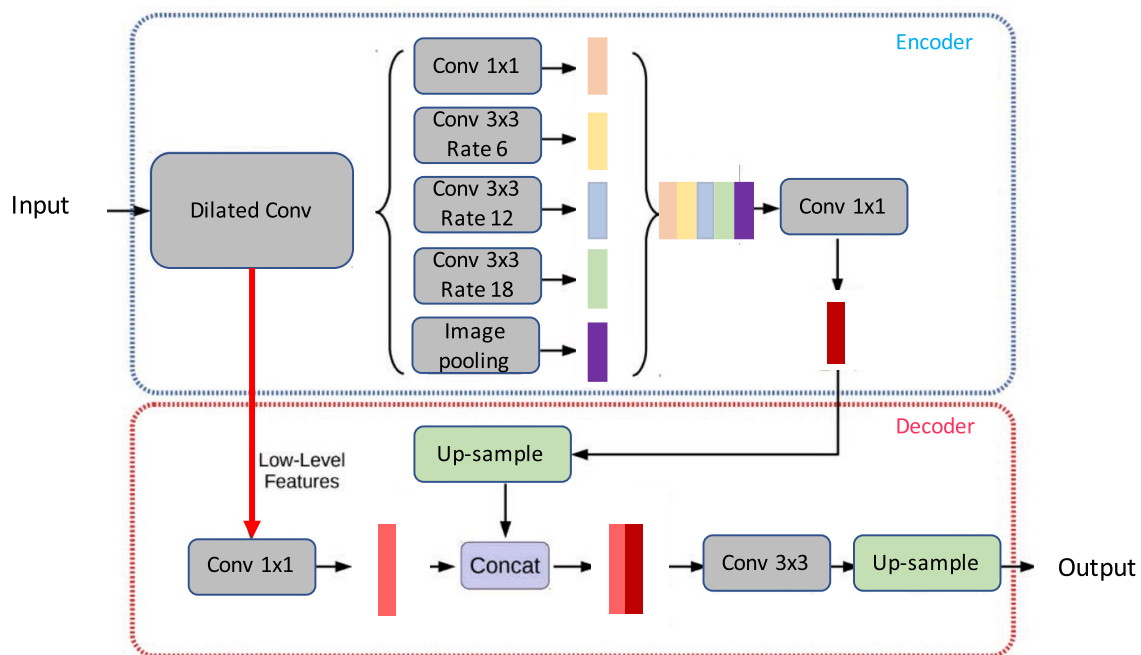 Encoder
Conv 1x1
Conv 3x3
Rate 6
Input
Dilated Conv
Conv 3x3
Rate 12
Conv 1x1
Conv 3x3
Rate 18
Image
pooling
Decoder
Up-sample
Low-Level
Features
Conv 1x1
Concat
Conv 3x3
Up-sample
Output